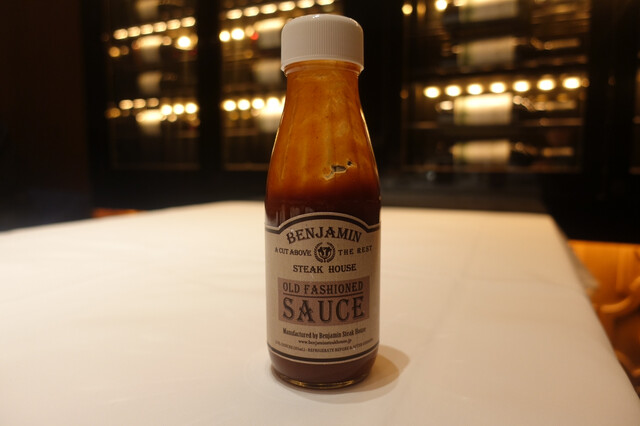 BENJAMIN
A CUT ABOVE THE REST
STEAK HOUSE
OLD FASHIONED
SAUCE
Manufactured by Benjamin Steak House